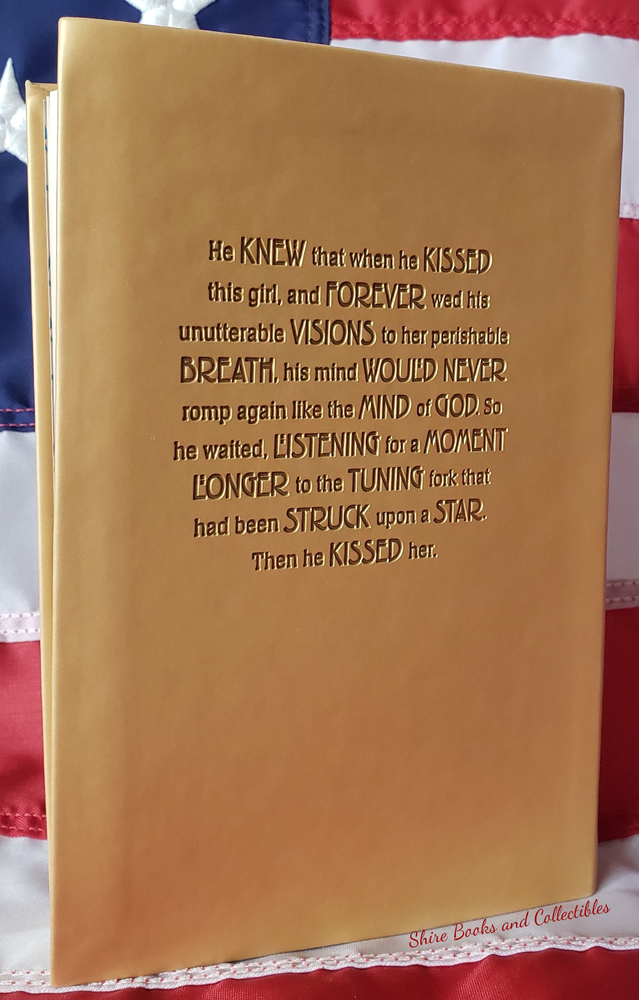 He KNEW that when he KISSED
this girl, and FOREVER wed his
unutterable VISIONS to her perishable
BREATH, his mind WOULD NEVER
romp again like the MIND of GOD. So
he waited, LISTENING for a MOMENT
LONGER to the TUNING fork that
had been STRUCK upon a STAR.
Then he KISSED her.
Shire Books and Collectibles